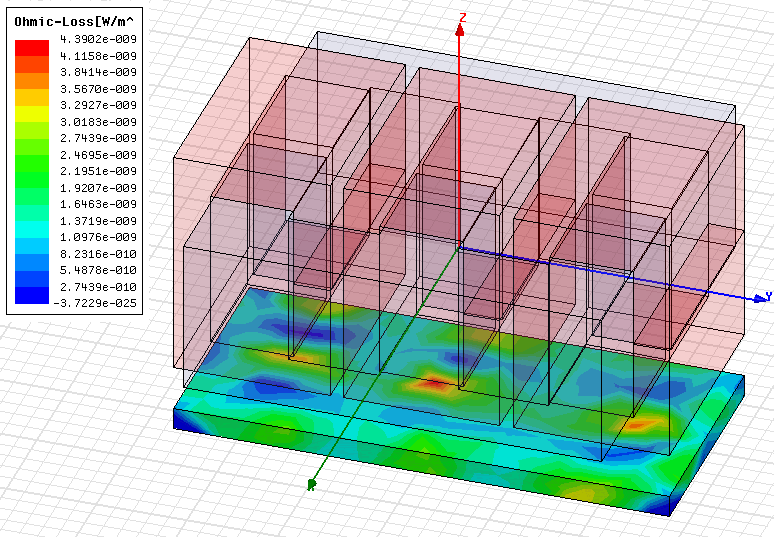 Ohmic-Loss[W/m^
4.3902e-009
4.1158e-009
3.8414e-009
3.5670e-009
3.2927e-009
3.0183e-009
2.7439e-009
2.4695e-009
2.1951e-009
1.9207e-009
1.6463e-009
1.3719e-009
1.0976e-009
8.2316e-010
5.4878e-010
2.7439e-010
-3.7229e-025
Z
Y